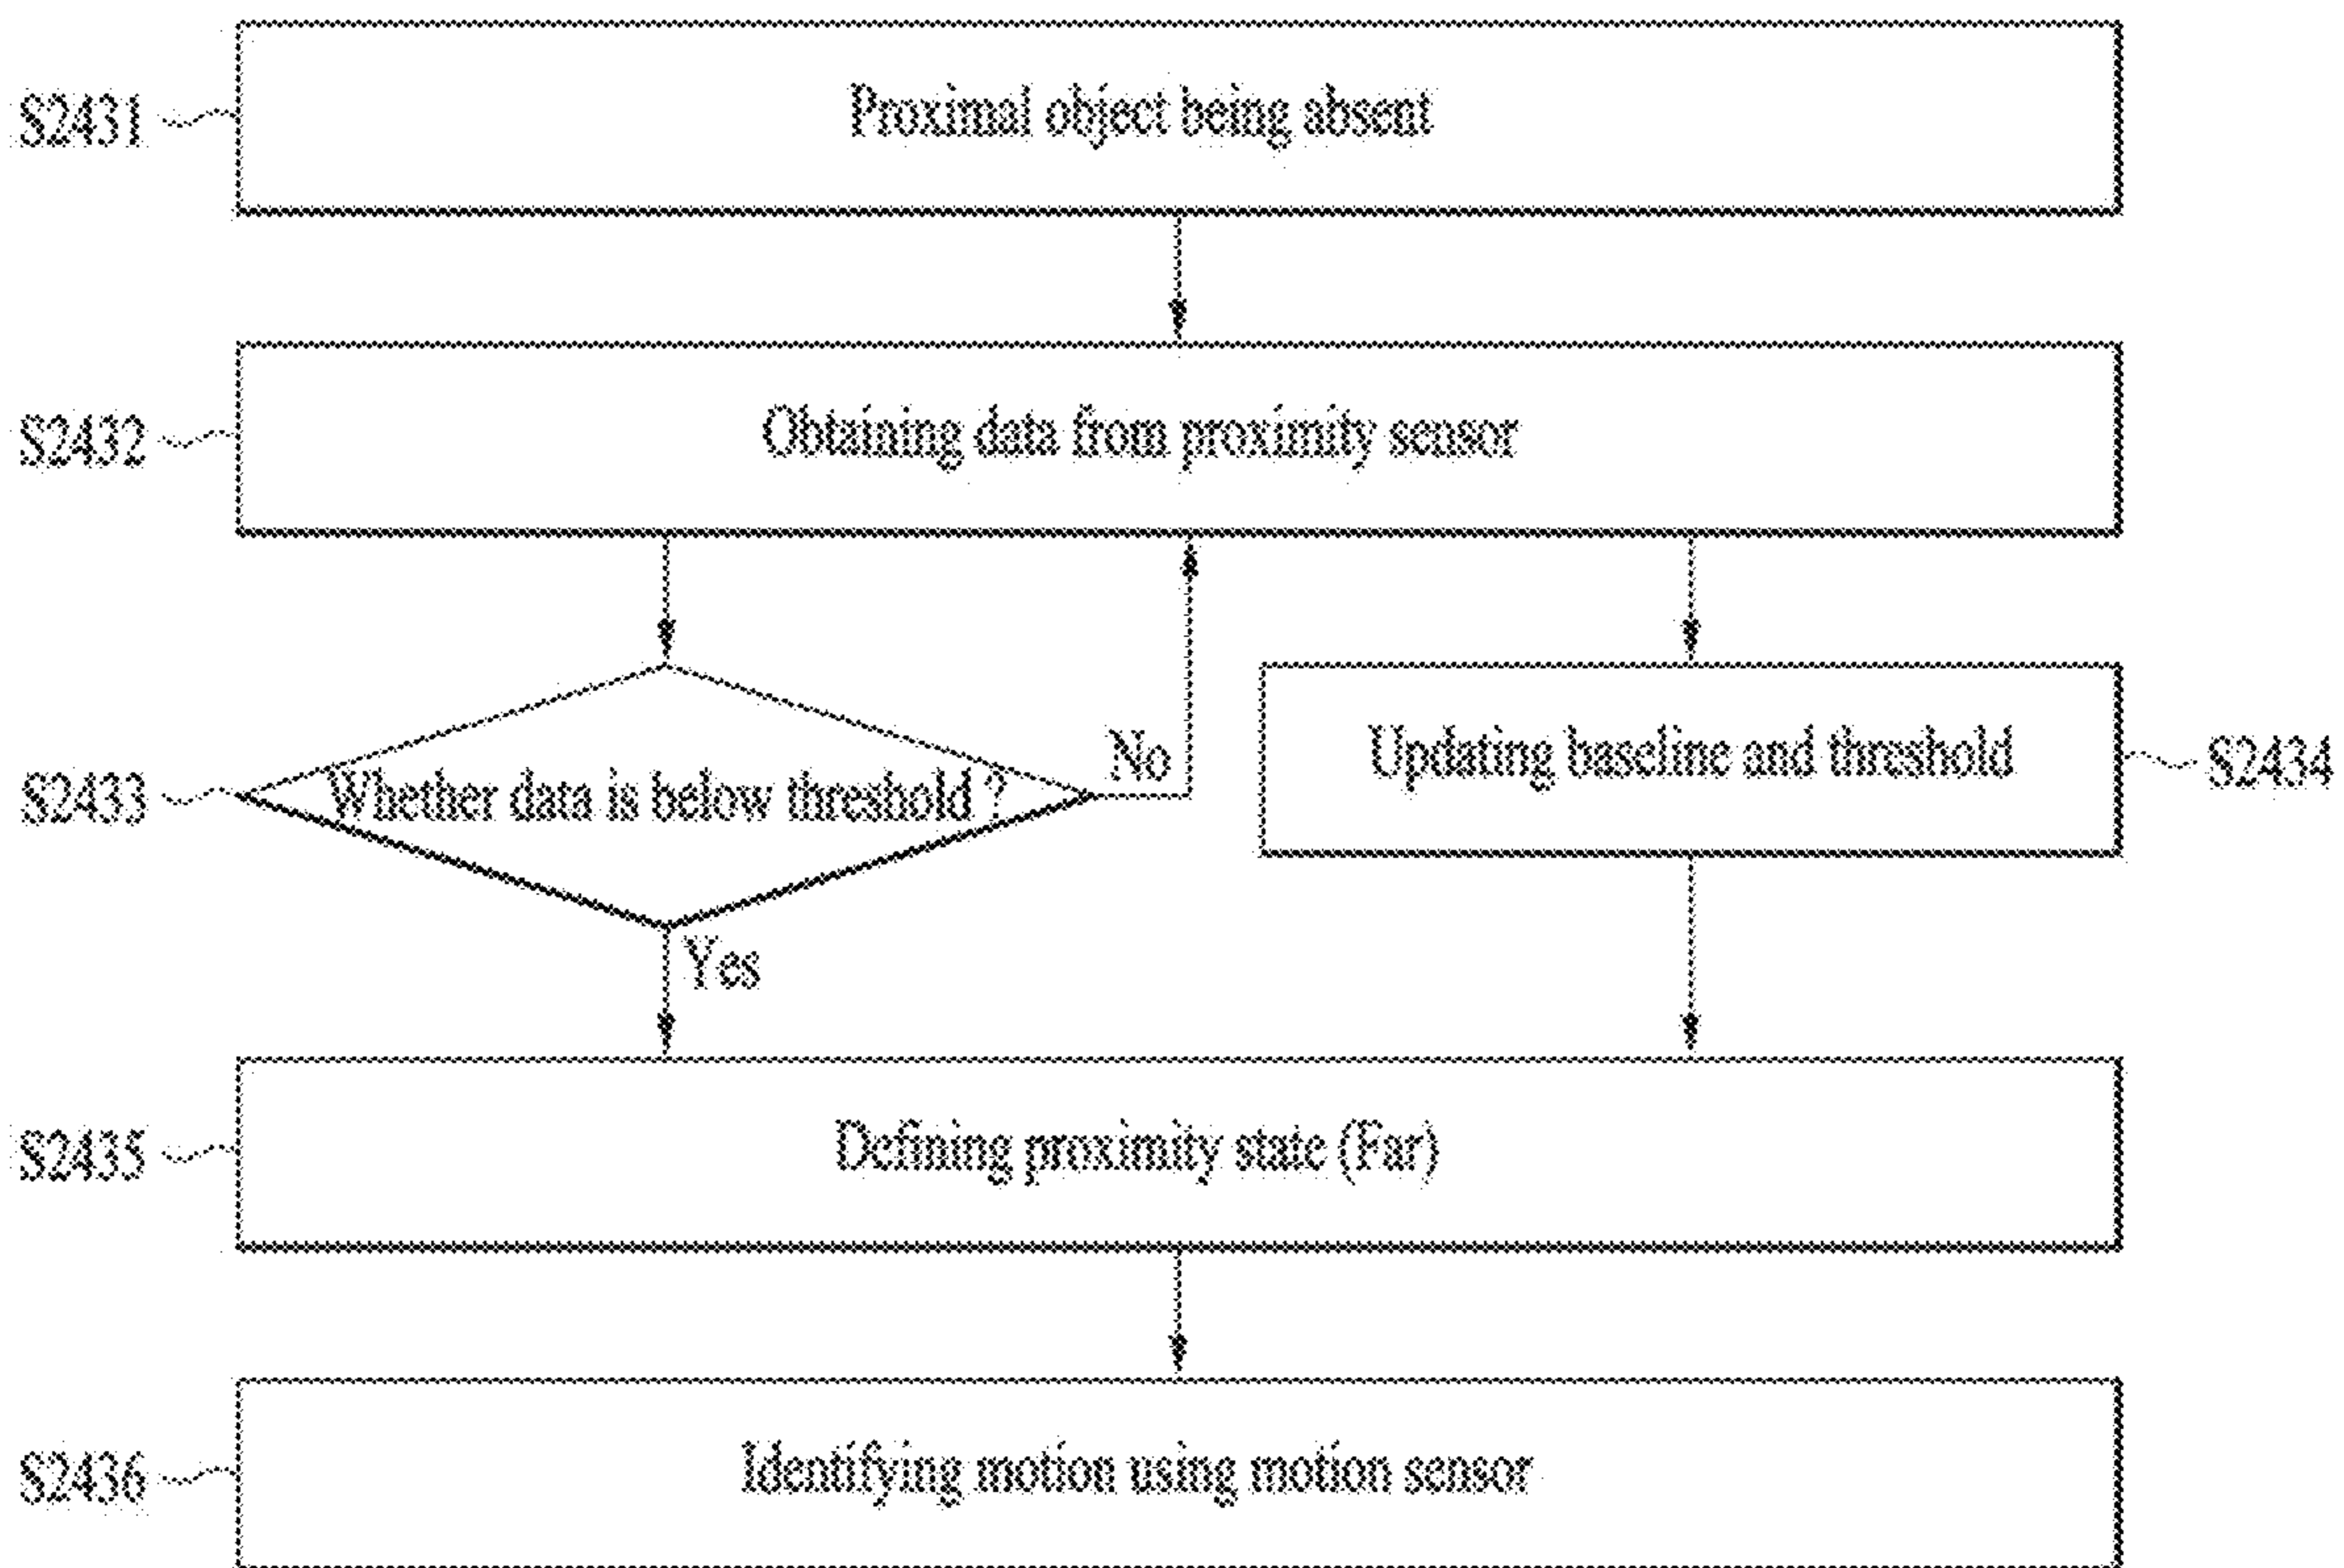 S2431
Proximal object being absent
S2432
Obtaining data from proximity sensor
S2433
Whether data is below threshold ?
No
Yes
Updating baseline and threshold
S2434
S2435
Defining proximity state (Far)
S2436
Identifying motion using motion sensor